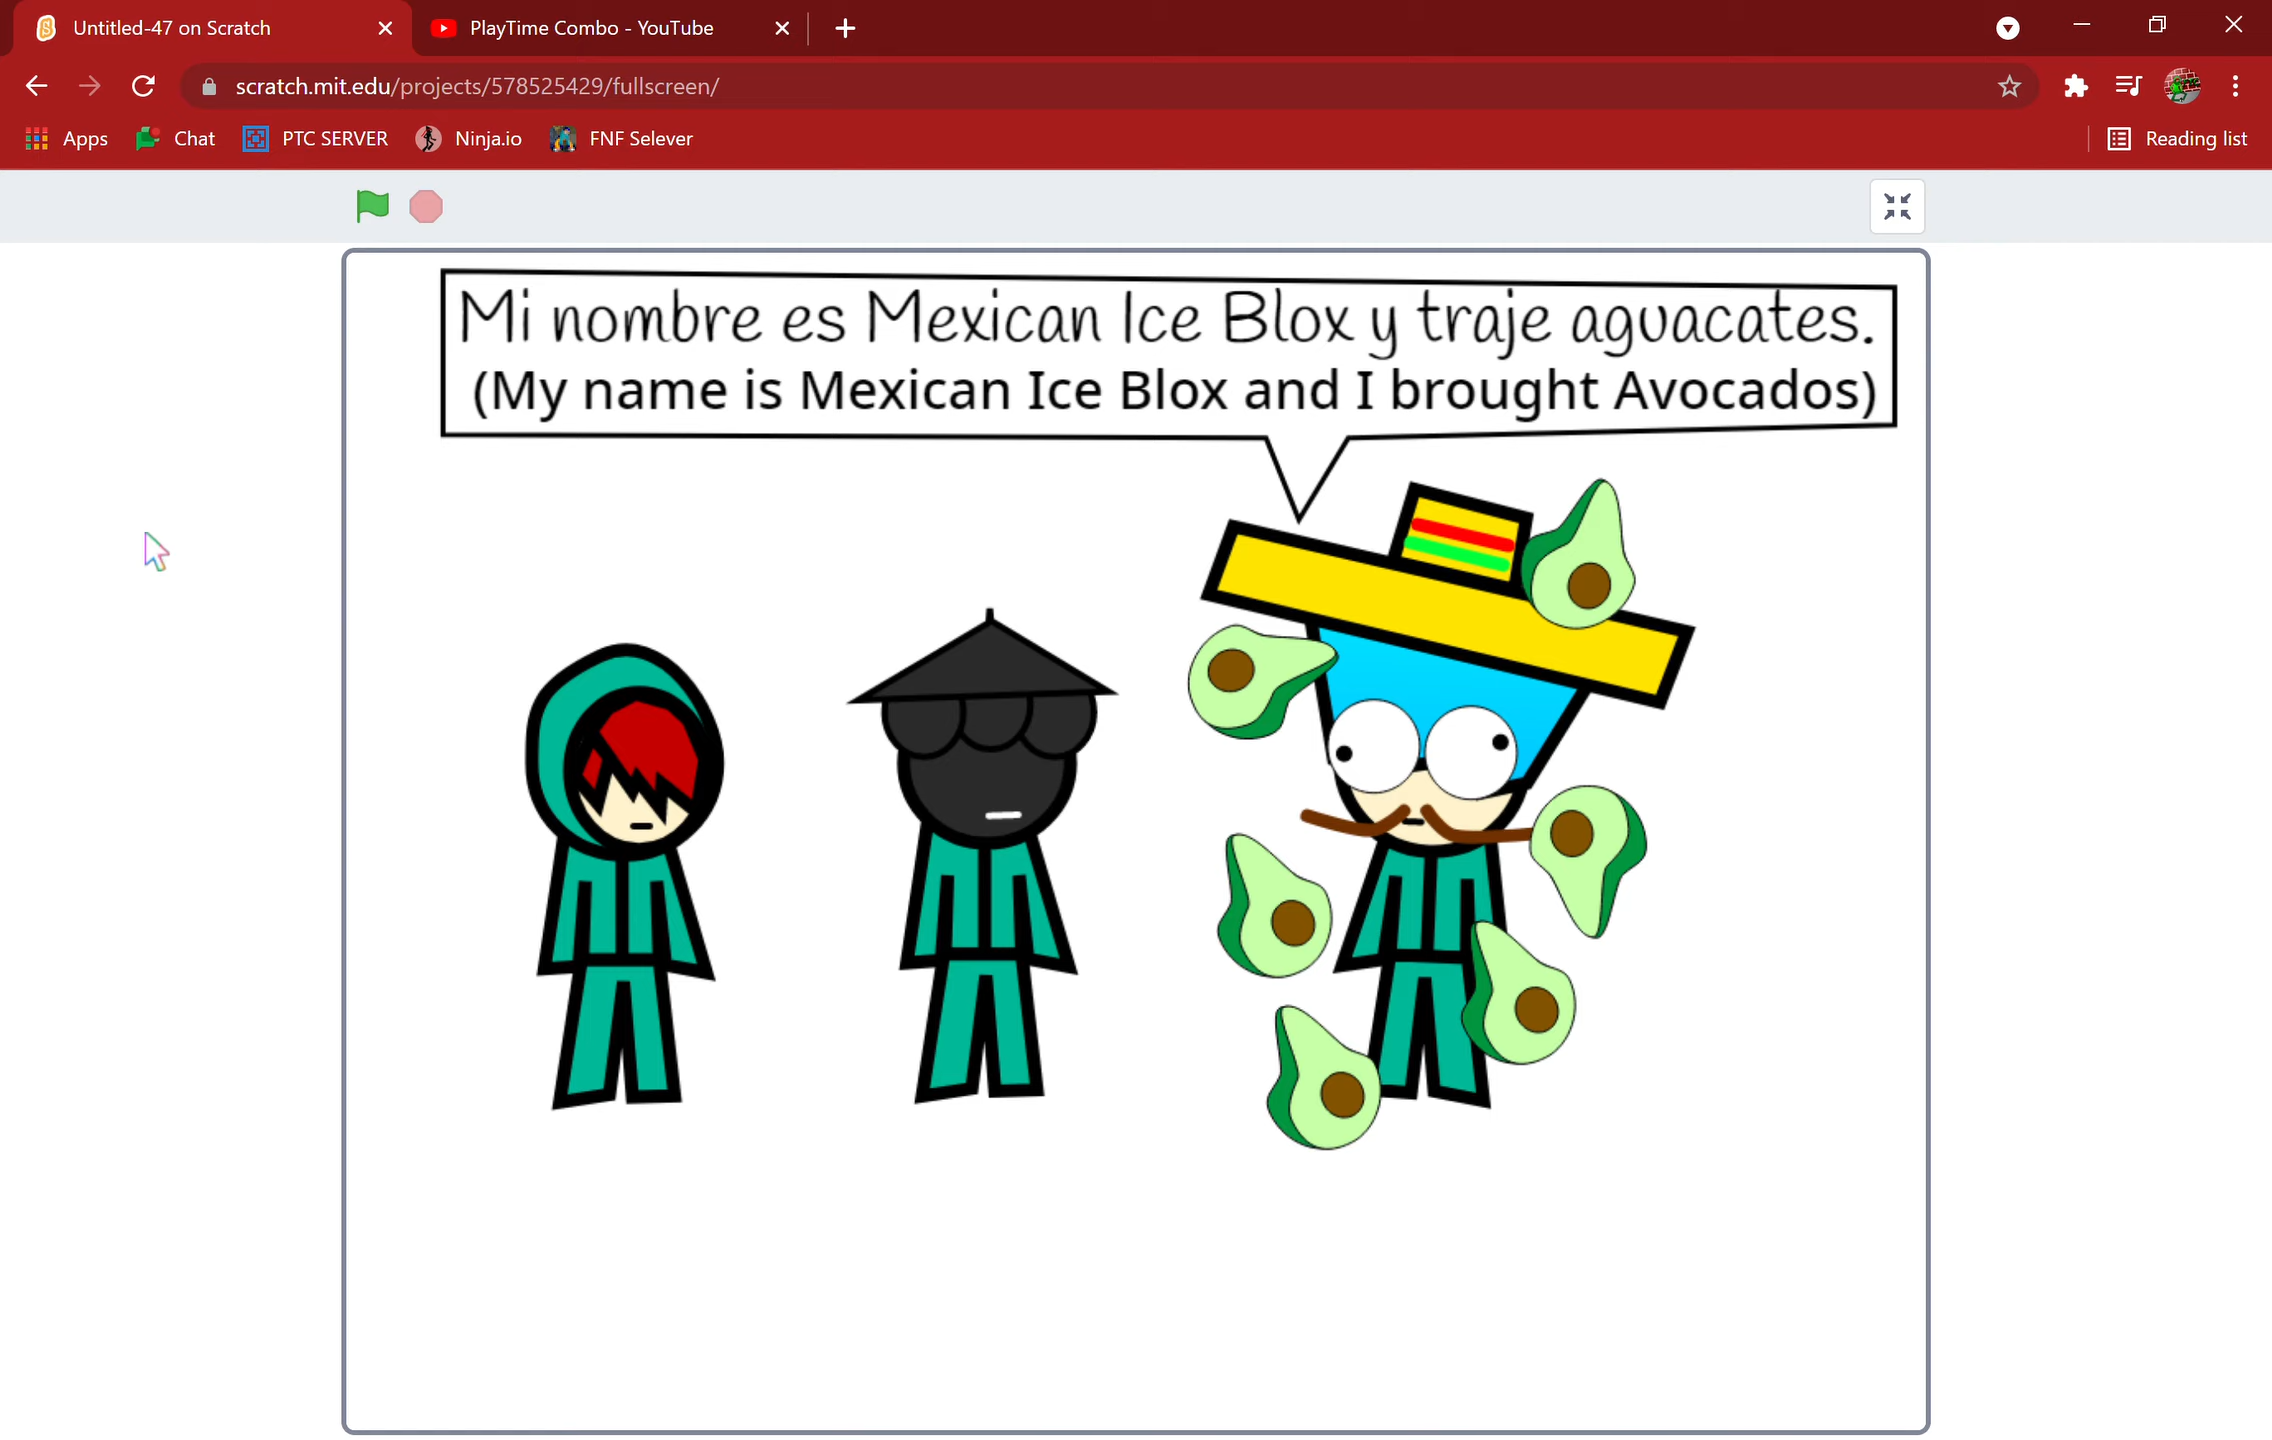 Untitled-47 on Scratch
PlayTime Combo - YouTube
scratch.mit.edu/projects/578525429/fullscreen/
Apps
Chat
PTC SERVER
Ninja.io
FNF Selever
Reading list
Mi nombre es Mexican Ice Blox y traje aguacates.
(My name is Mexican Ice Blox and I brought Avocados)